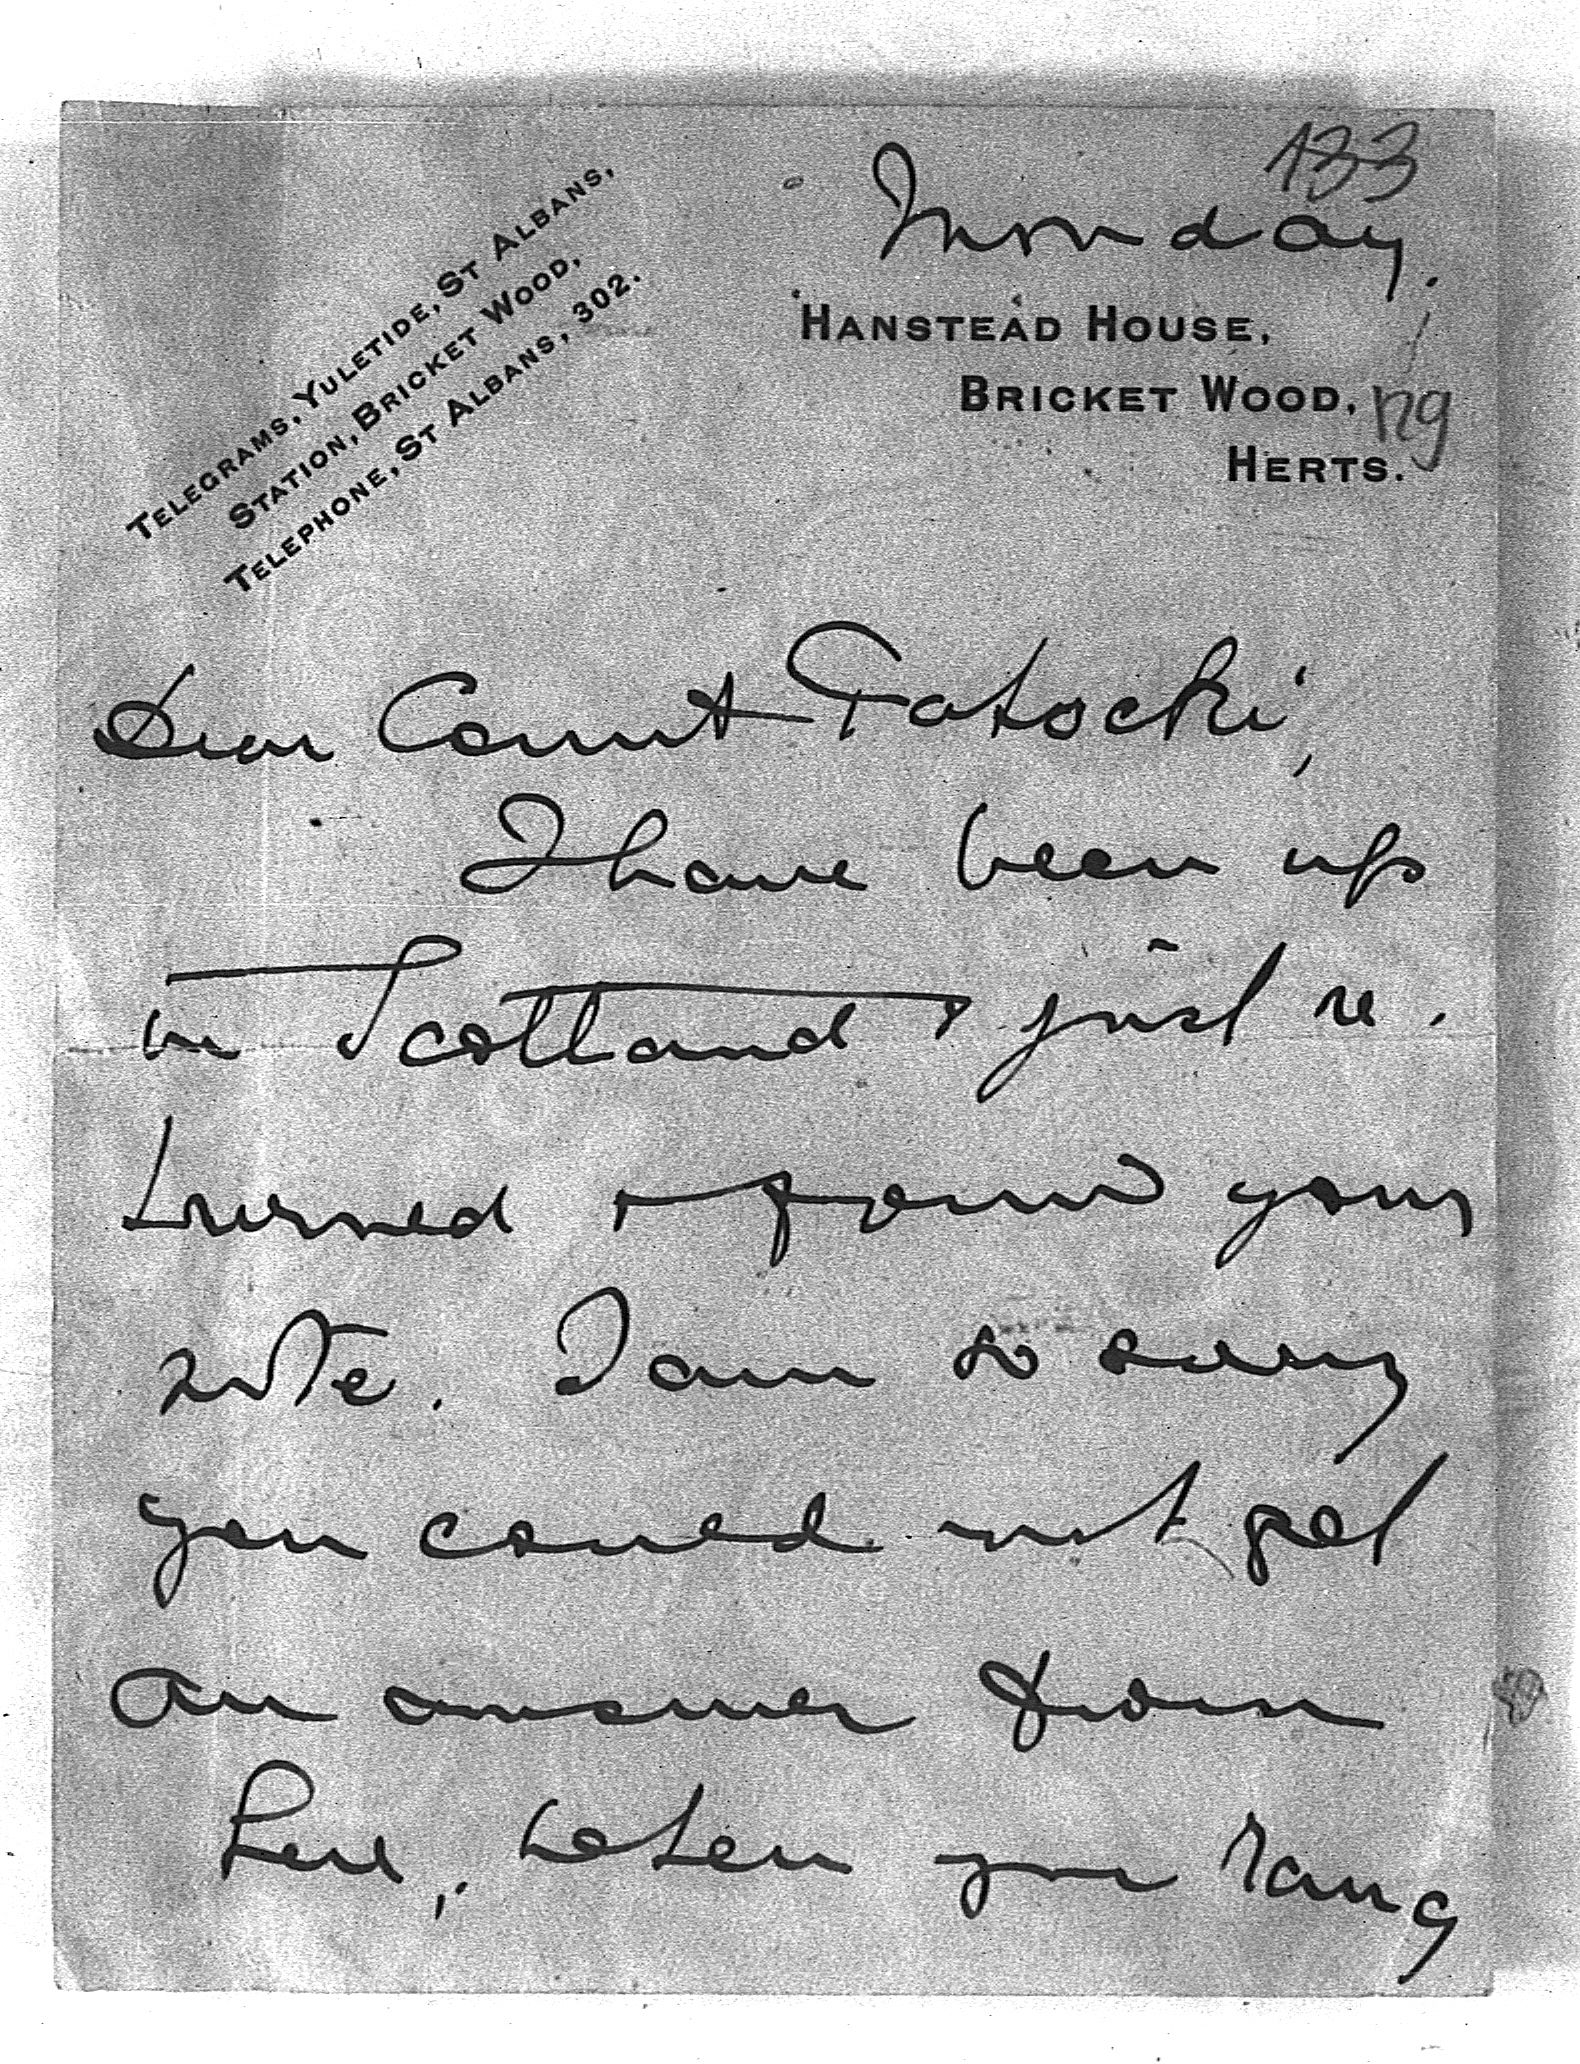 133
Monday.
TELEGRAMS, YULETIDE, ST ALBANS,
STATION, BRICKET WOOD,
TELEPHONE, ST ALBANS, 302.
HANSTEAD HOUSE,
BRICKET WOOD,
HERTS.
129
Dear Count Potocki,
I have been up
in Scotland & just re-
turned & found your
note. I am so sorry
you could not get
an answer from
here, when you rang